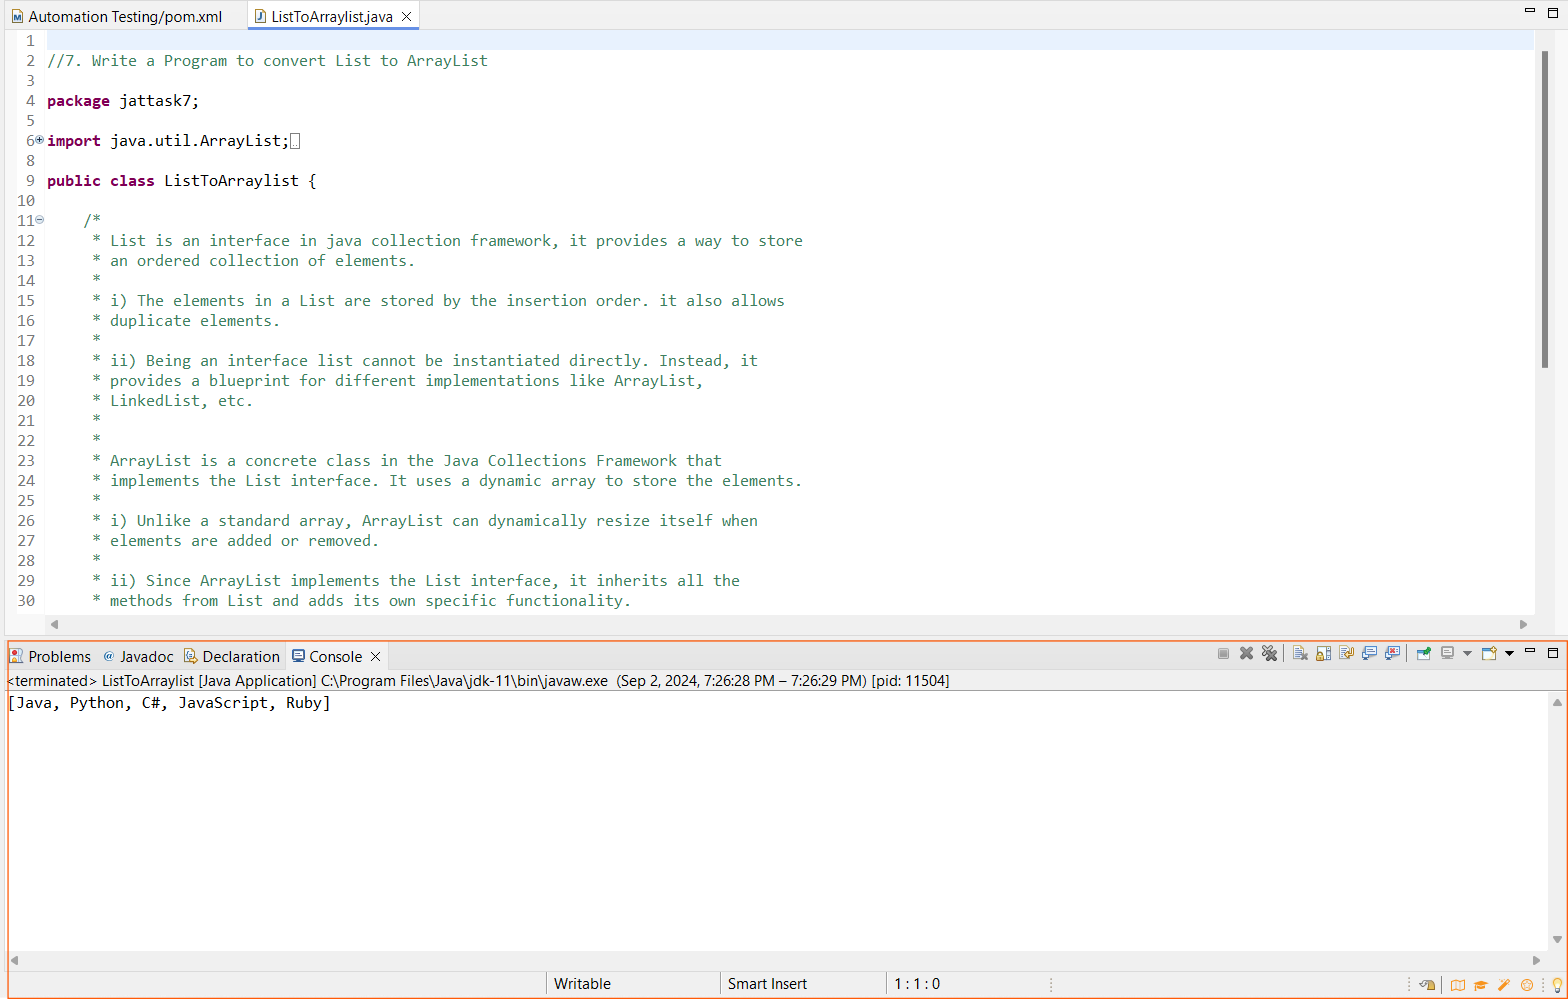 Automation Testing/pom.xml ListToArraylist.java
1
2 //7. Write a Program to convert List to ArrayList
3
4 package jattask7;
5
6 import java.util.ArrayList;
8
9 public class ListToArraylist {
10
11 /*
12 * List is an interface in java collection framework, it provides a way to store
13 * an ordered collection of elements.
14 *
15 * i) The elements in a List are stored by the insertion order. it also allows
16 * duplicate elements.
17 *
18 * ii) Being an interface list cannot be instantiated directly. Instead, it
19 * provides a blueprint for different implementations like ArrayList,
20 * LinkedList, etc.
21 *
22 *
23 * ArrayList is a concrete class in the Java Collections Framework that
24 * implements the List interface. It uses a dynamic array to store the elements.
25 *
26 * i) Unlike a standard array, ArrayList can dynamically resize itself when
27 * elements are added or removed.
28 *
29 * ii) Since ArrayList implements the List interface, it inherits all the
30 * methods from List and adds its own specific functionality.
Problems @ Javadoc Declaration Console
<terminated> ListToArraylist [Java Application] C:\Program Files\Java\jdk-11\bin\javaw.exe (Sep 2, 2024, 7:26:28 PM – 7:26:29 PM) [pid: 11504]
[Java, Python, C#, JavaScript, Ruby]
Writable Smart Insert 1 : 1 : 0